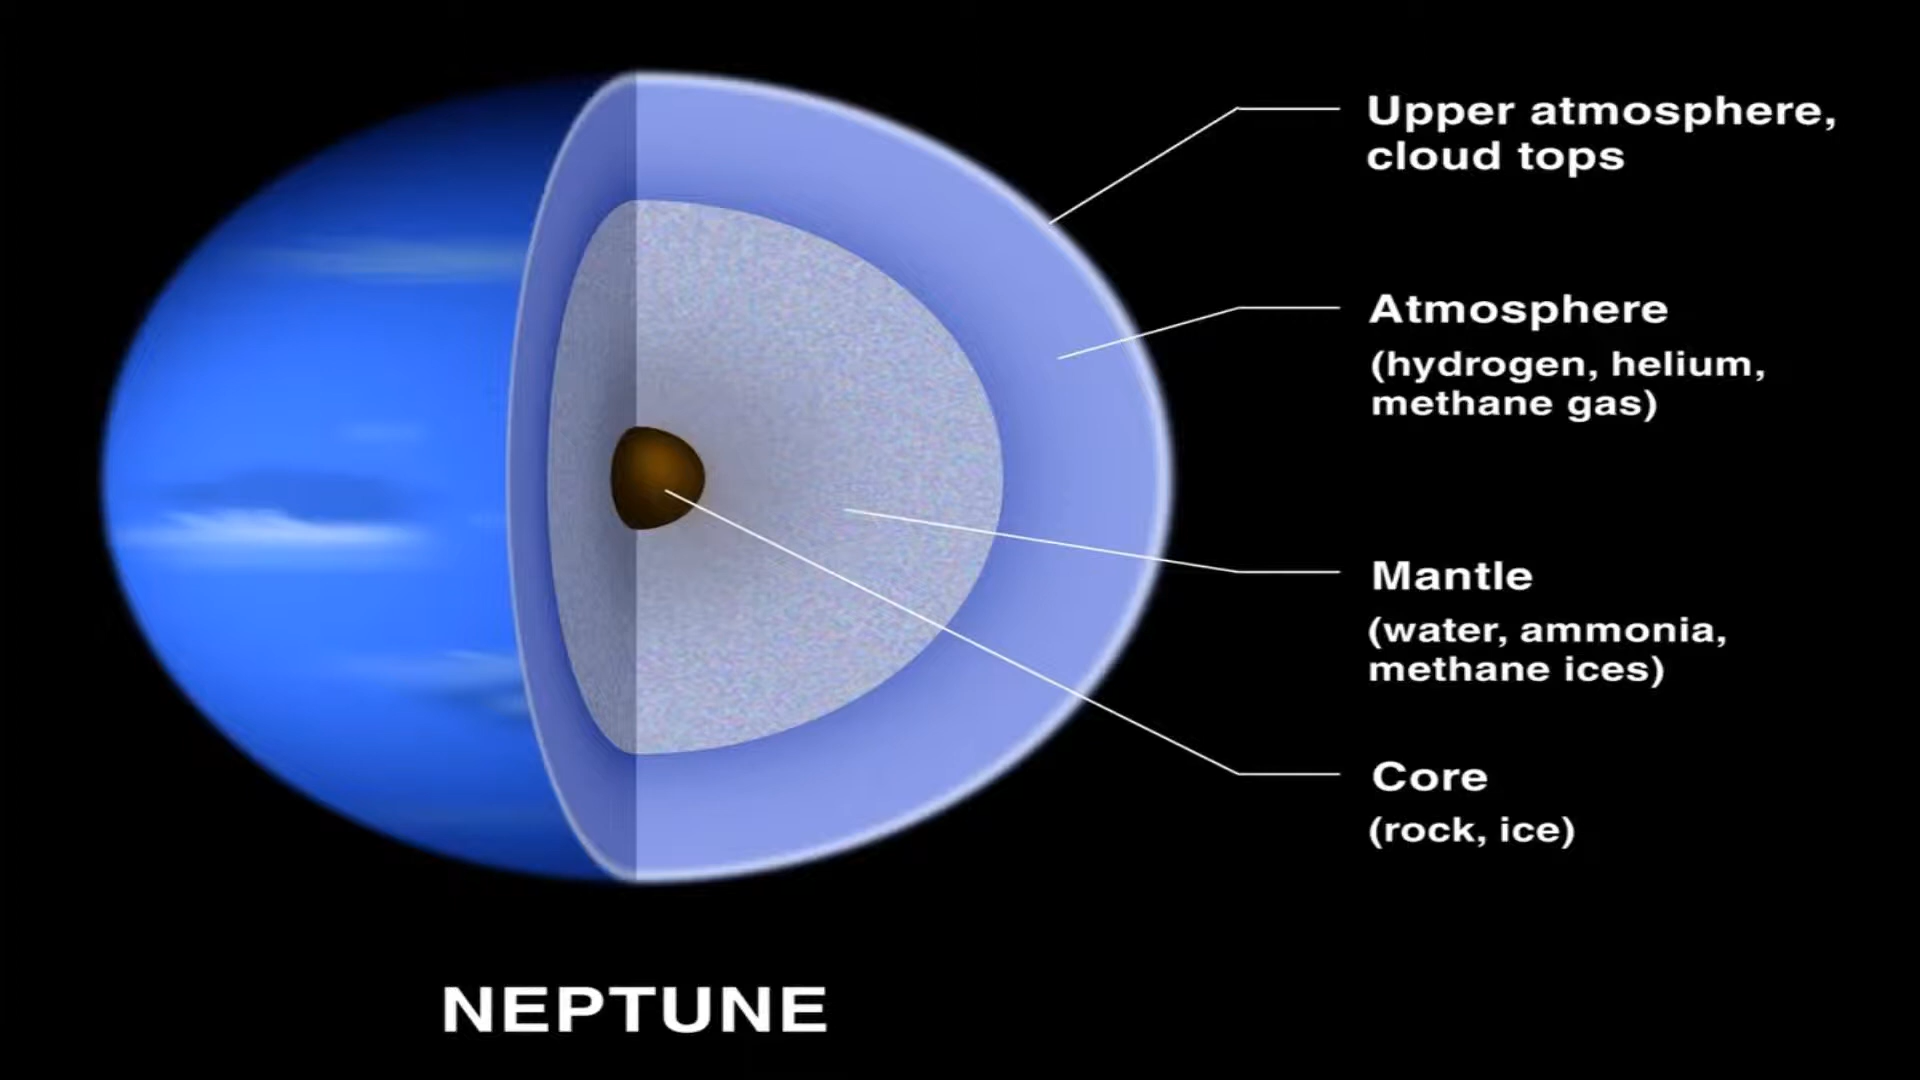 Upper atmosphere,
cloud tops
Atmosphere
(hydrogen, helium,
methane gas)
Mantle
(water, ammonia,
methane ices)
Core
(rock, ice)
NEPTUNE